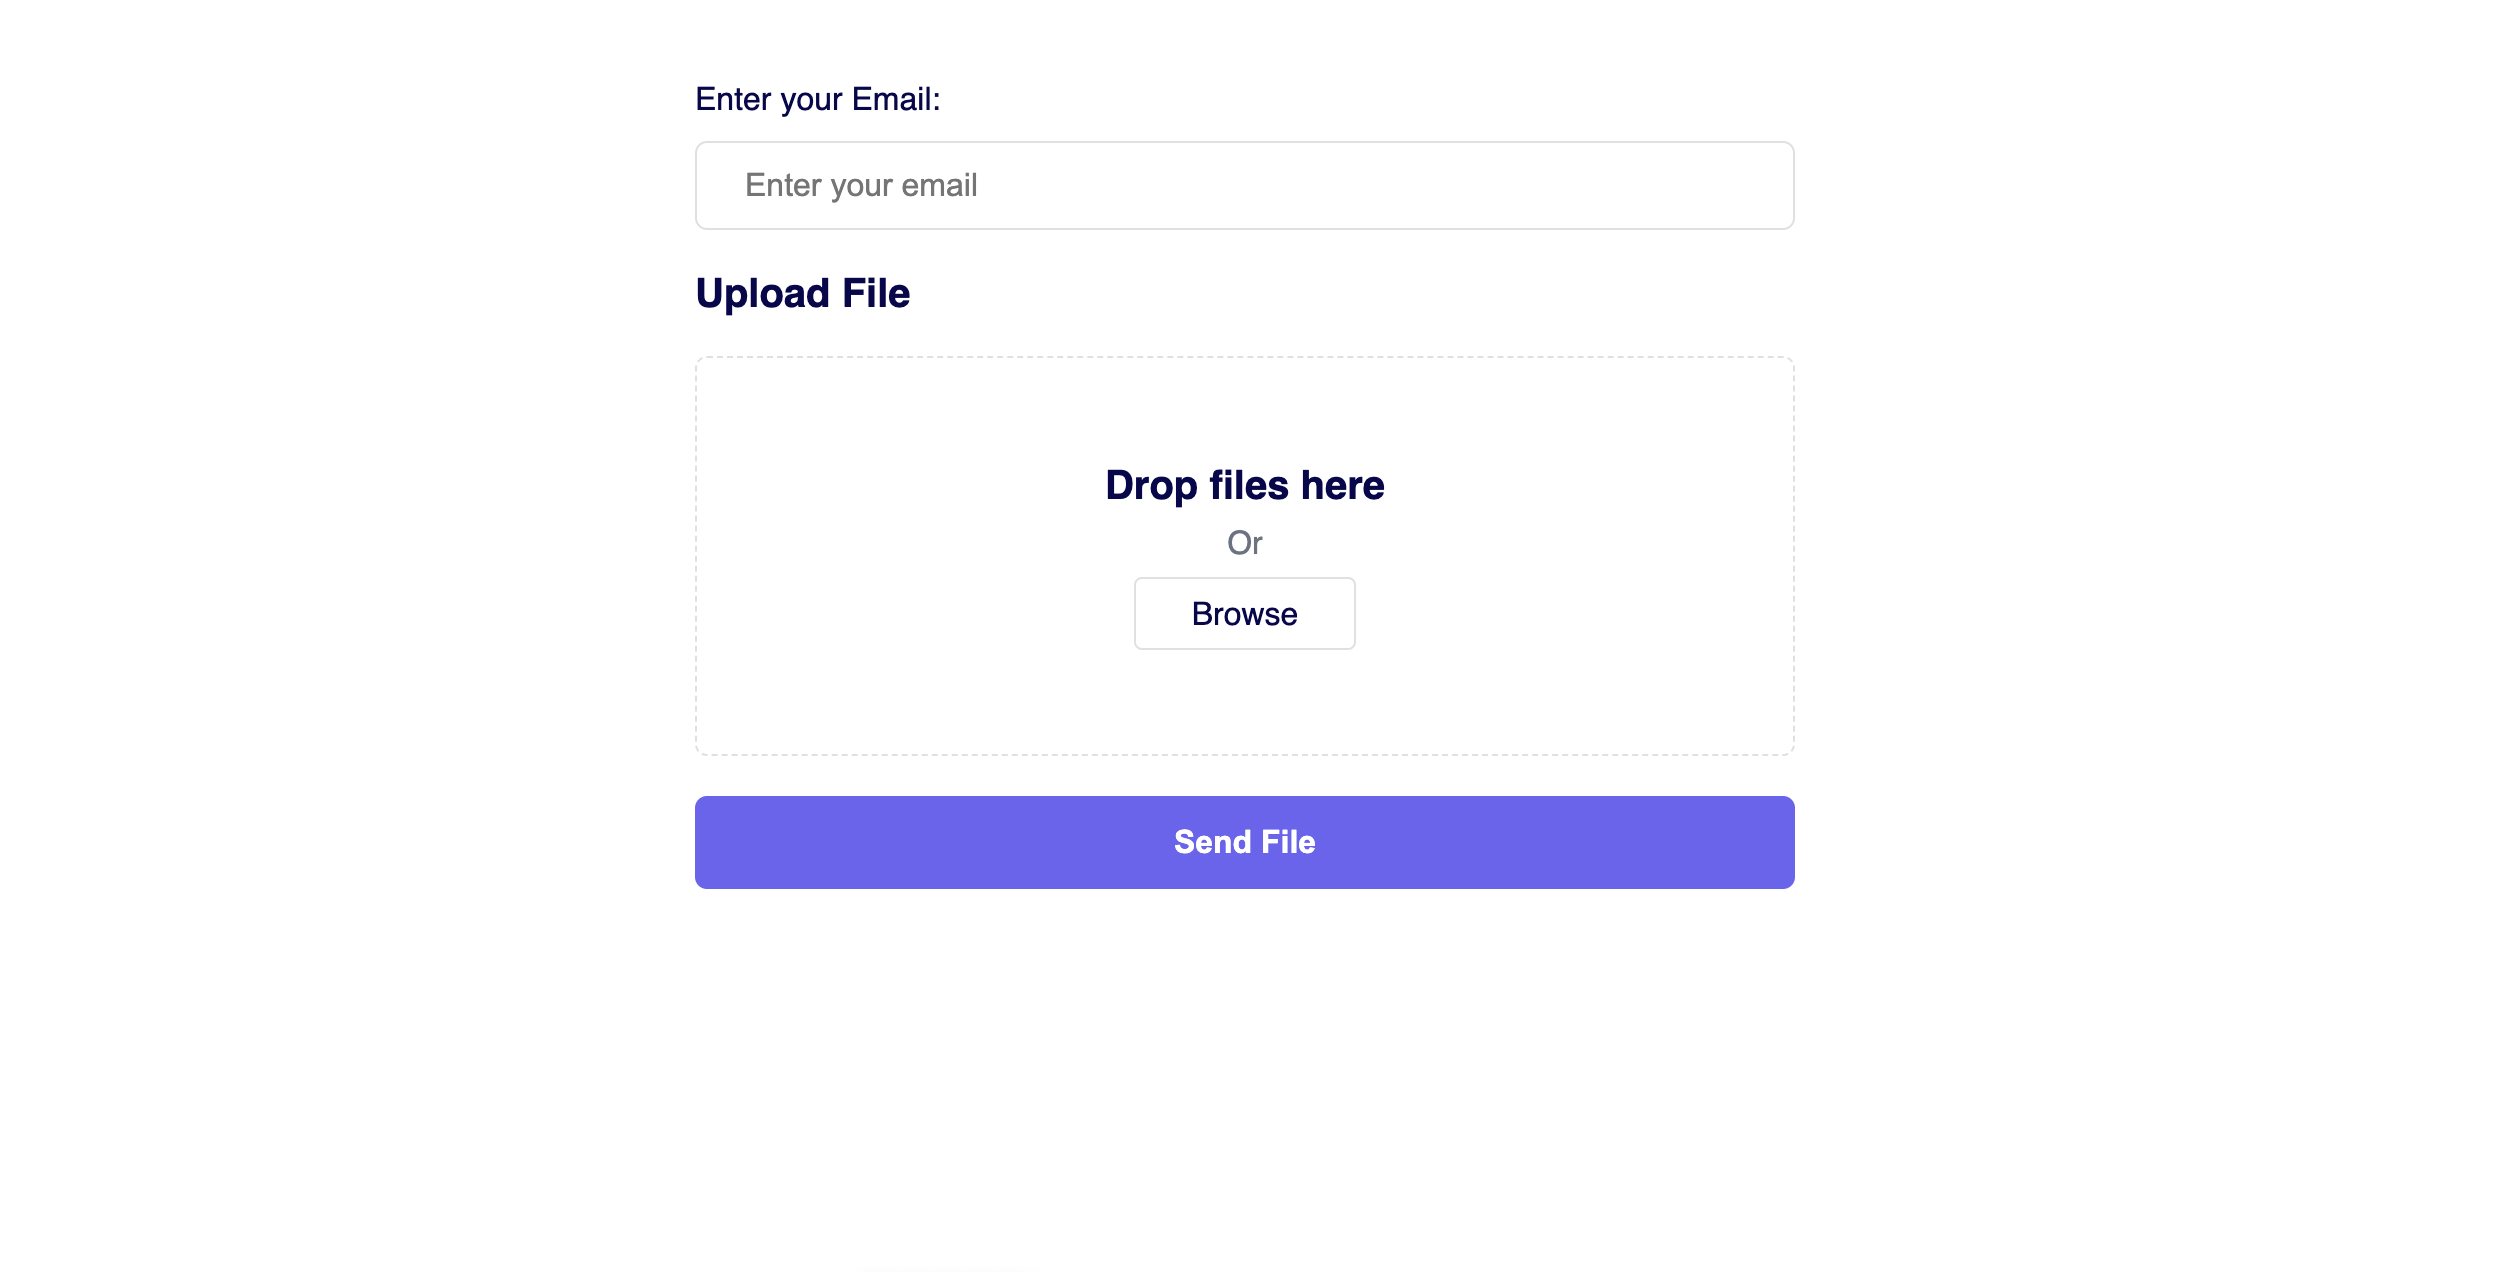 Enter your Email:
Enter your email
Upload File
Drop files here
Or
Browse
Send File